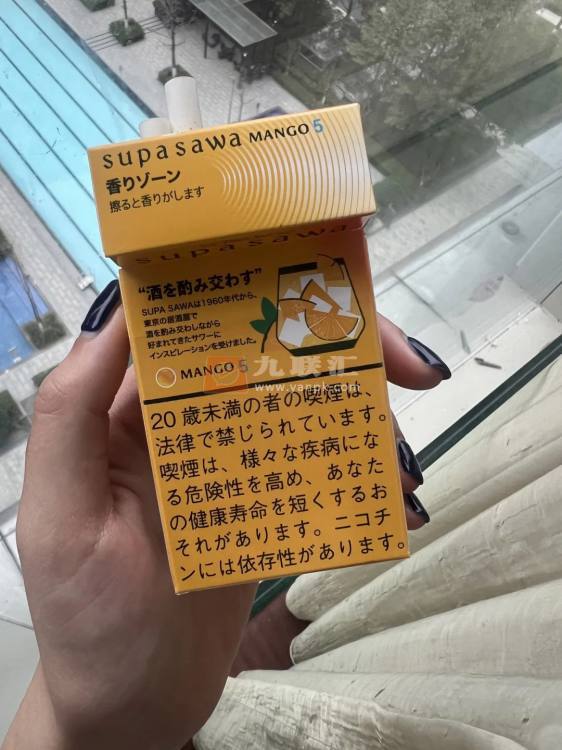 supasawa MANGO 5
香りゾーン
擦ると香りがします
supasawa
“酒を酌み交わす”
SUPA SAWAは1960年代から、
東京の居酒屋で
酒を酌み交わしながら
好まれてきたサワーに
インスピレーションを受けました。
MANGO 5
九联汇
www.yanpk.com
20歳未満の者の喫煙は、
法律で禁じられています。
喫煙は、様々な疾病にな
る危険性を高め、あなた
の健康寿命を短くするお
それがあります。ニコチ
ンには依存性があります。